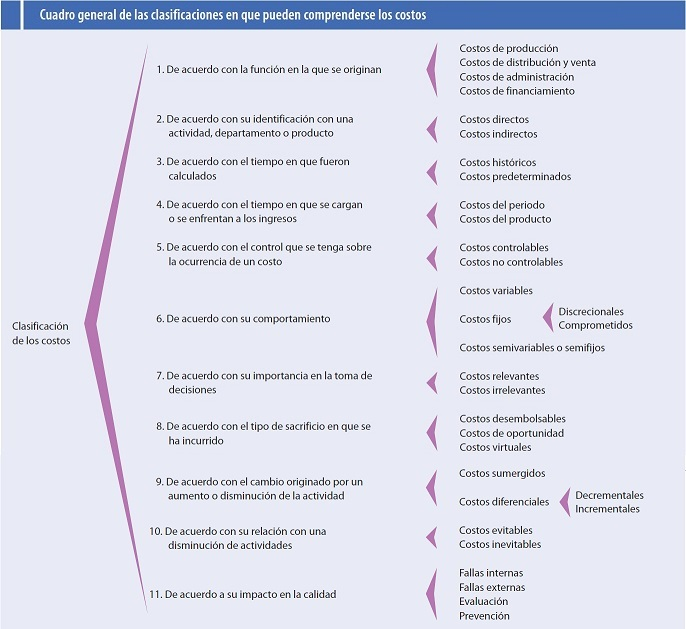 Cuadro general de las clasificaciones en que pueden comprenderse los costos
Clasificación
de los costos
1. De acuerdo con la función en la que se originan
Costos de producción
Costos de distribución y venta
Costos de administración
Costos de financiamiento
2. De acuerdo con su identificación con una
actividad, departamento o producto
Costos directos
Costos indirectos
3. De acuerdo con el tiempo en que fueron
calculados
Costos históricos
Costos predeterminados
4. De acuerdo con el tiempo en que se cargan
o se enfrentan a los ingresos
Costos del periodo
Costos del producto
5. De acuerdo con el control que se tenga sobre
la ocurrencia de un costo
Costos controlables
Costos no controlables
6. De acuerdo con su comportamiento
Costos variables
Costos fijos
Discrecionales
Comprometidos
Costos semivariables o semifijos
7. De acuerdo con su importancia en la toma de
decisiones
Costos relevantes
Costos irrelevantes
8. De acuerdo con el tipo de sacrificio en que se
ha incurrido
Costos desembolsables
Costos de oportunidad
Costos virtuales
9. De acuerdo con el cambio originado por un
aumento o disminución de la actividad
Costos sumergidos
Costos diferenciales
Decrementales
Incrementales
10. De acuerdo con su relación con una
disminución de actividades
Costos evitables
Costos inevitables
11. De acuerdo a su impacto en la calidad
Fallas internas
Fallas externas
Evaluación
Prevención